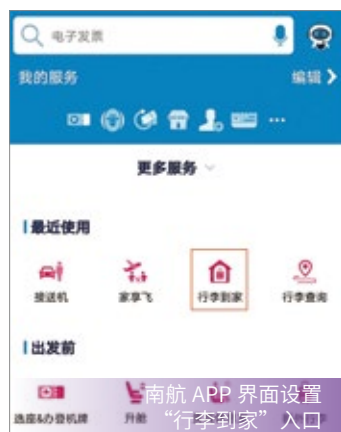 电子发票
我的服务 编辑
更多服务
最近使用
接送机 家享飞 行李到家 行李查询
出发前
选座&办登机牌 升舱
南航 APP 界面设置
“行李到家”入口